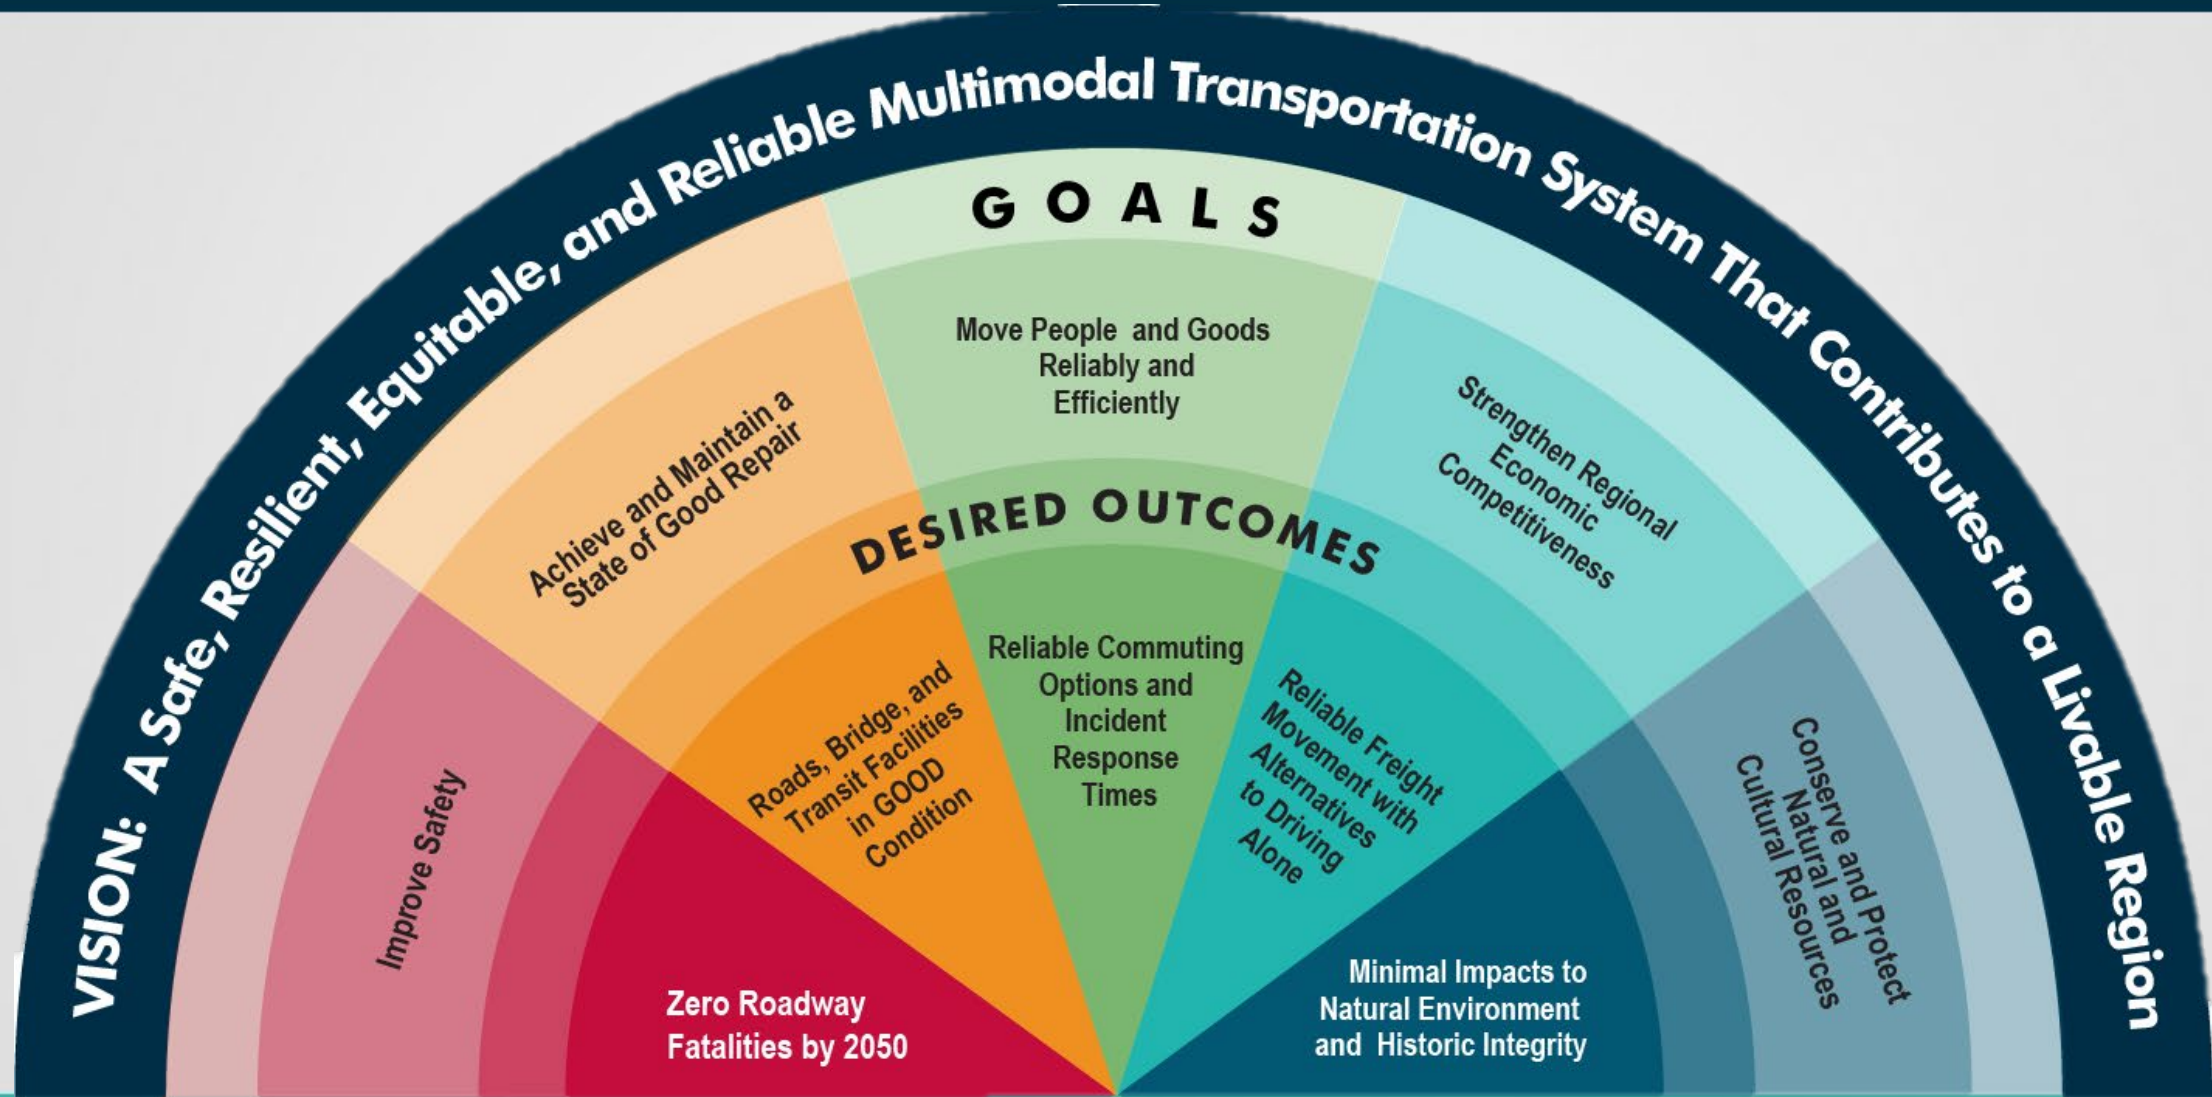 VISION: A Safe, Resilient, Equitable, and Reliable Multimodal Transportation System That Contributes to a Livable Region
GOALS
Improve Safety
Achieve and Maintain a
State of Good Repair
Move People and Goods
Reliably and
Efficiently
Strengthen Regional
Economic
Competitiveness
Conserve and Protect
Natural and
Cultural Resources
DESIRED OUTCOMES
Zero Roadway
Fatalities by 2050
Roads, Bridge, and
Transit Facilities
in GOOD
Condition
Reliable Commuting
Options and
Incident
Response
Times
Reliable Freight
Movement with
Alternatives
to Driving
Alone
Minimal Impacts to
Natural Environment
and Historic Integrity